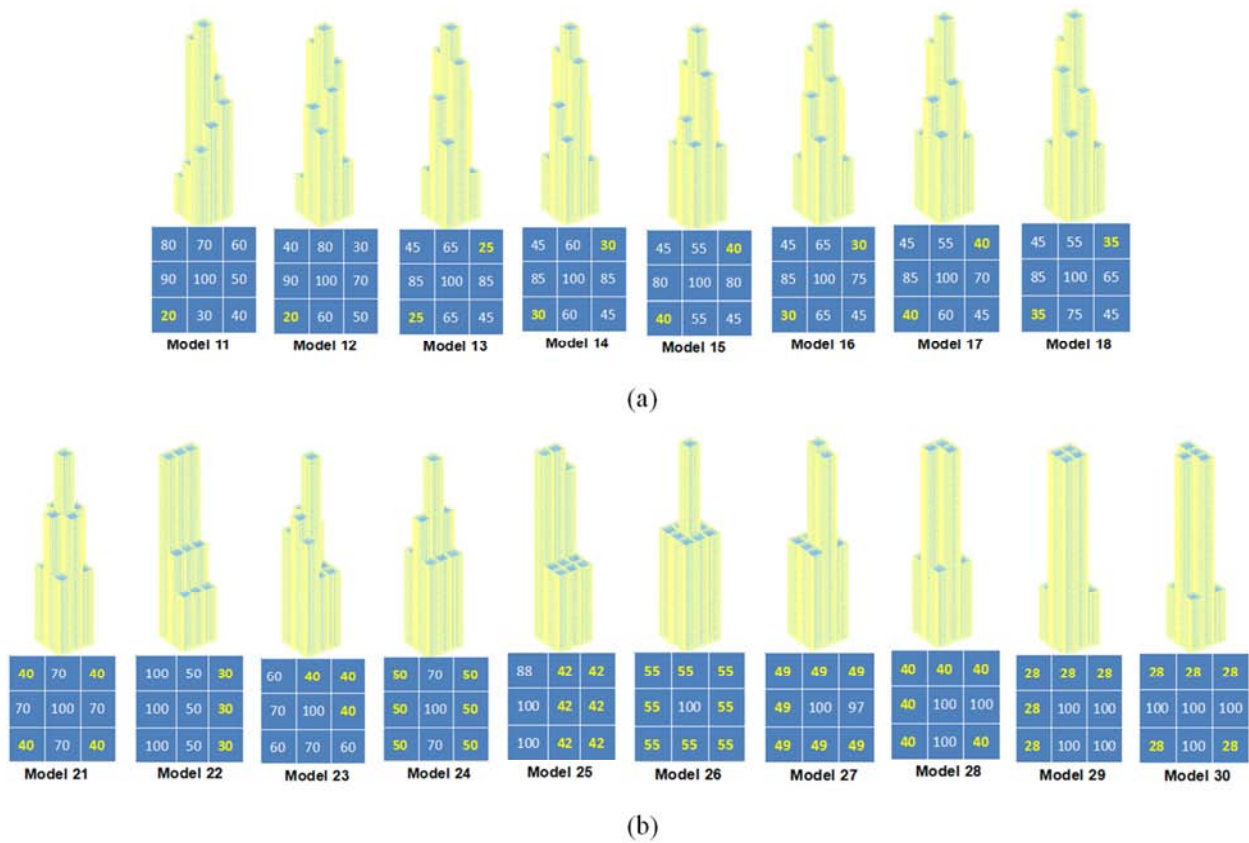 80 70 60 40 80 30 45 65 25 45 60 30 45 55 40 45 65 30 45 55 40 45 55 35
90 100 50 90 100 70 85 100 85 85 100 85 80 100 80 85 100 75 85 100 70 85 100 65
20 30 40 20 60 50 25 65 45 30 60 45 40 55 45 30 65 45 40 60 45 35 75 45
Model 11 Model 12 Model 13 Model 14 Model 15 Model 16 Model 17 Model 18
(a)
40 70 40 100 50 30 60 40 40 50 70 50 88 42 42 55 55 55 49 49 49 40 40 40 28 28 28 28 28 28
70 100 70 100 50 30 70 100 40 50 100 50 100 42 42 55 100 55 49 100 97 40 100 100 28 100 100 100 100 100
40 70 40 100 50 30 60 70 60 50 70 50 100 42 42 55 55 55 49 49 49 40 100 40 28 100 100 28 100 28
Model 21 Model 22 Model 23 Model 24 Model 25 Model 26 Model 27 Model 28 Model 29 Model 30
(b)